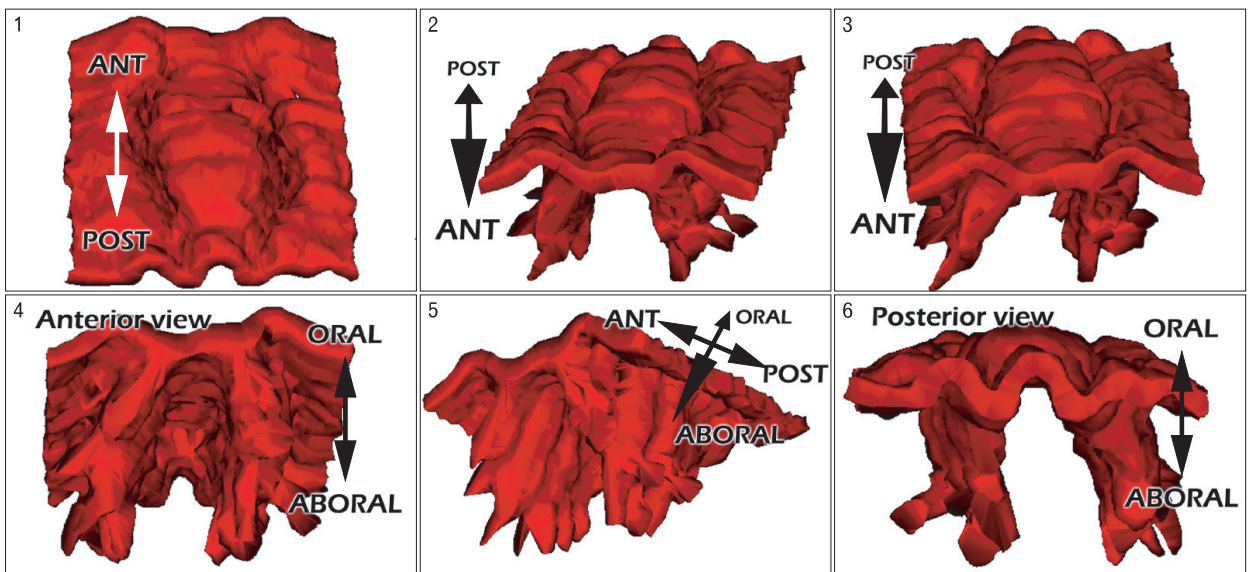 1
ANT
POST
2
POST
ANT
3
POST
ANT
4
Anterior view
ORAL
ABORAL
5
ANT
ORAL
POST
ABORAL
6
Posterior view
ORAL
ABORAL